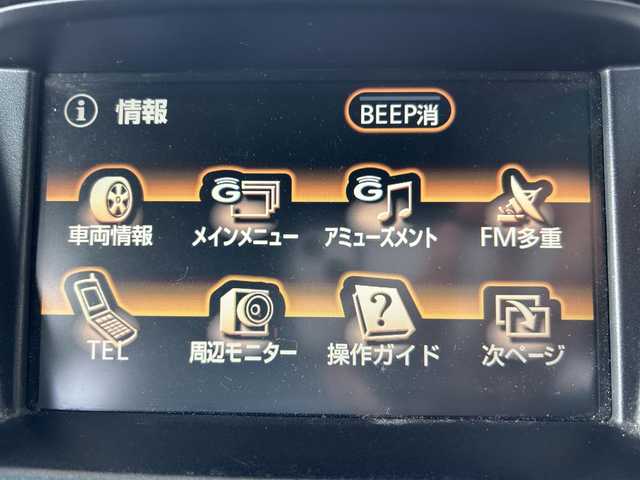 情報
BEEP消
車両情報 メインメニュー アミューズメント FM多重
TEL 周辺モニター 操作ガイド 次ページ